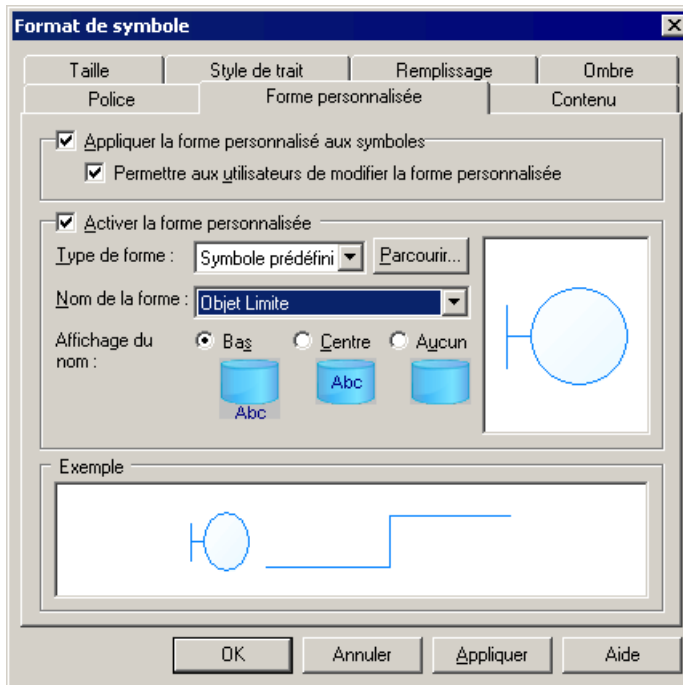 Format de symbole
Taille Style de trait Remplissage Ombre
Police Forme personnalisée Contenu
Appliquer la forme personnalisé aux symboles
Permettre aux utilisateurs de modifier la forme personnalisée
Activer la forme personnalisée
Type de forme : Symbole prédéfini Parcourir...
Nom de la forme : Objet Limite
Affichage du nom : Bas Centre Aucun
Abc Abc
Exemple
OK Annuler Appliquer Aide